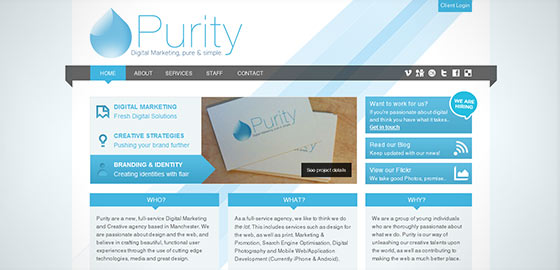 Client Login
Purity
Digital Marketing, pure & simple.
HOME ABOUT SERVICES STAFF CONTACT
DIGITAL MARKETING
Fresh Digital Solutions
CREATIVE STRATEGIES
Pushing your brand further
BRANDING & IDENTITY
Creating identities with flair
Purity
See project details
Want to work for us?
If you're passionate about digital
and think you have what it takes..
Get in touch
WE ARE
HIRING!
Read our Blog
Keep updated with our news!
View our Flickr
We take good Photos, promise..
WHO?
Purity are a new, full-service Digital Marketing
and Creative agency based in Manchester. We
are passionate about design and the web; and
believe in crafting beautiful, functional user
experiences through the use of cutting edge
technologies, media and great design.
WHAT?
As a full-service agency, we like to think we do
the lot. This includes services such as design for
the web, as well as print. Marketing &
Promotion, Search Engine Optimisation, Digital
Photography and Mobile Web/Application
Development (Currently iPhone & Android).
WHY?
We are a group of young individuals
who are thoroughly passionate about
what we do. Purity is our way of
unleashing our creative talents upon
the world, as well as contributing to
making the web a much better place.